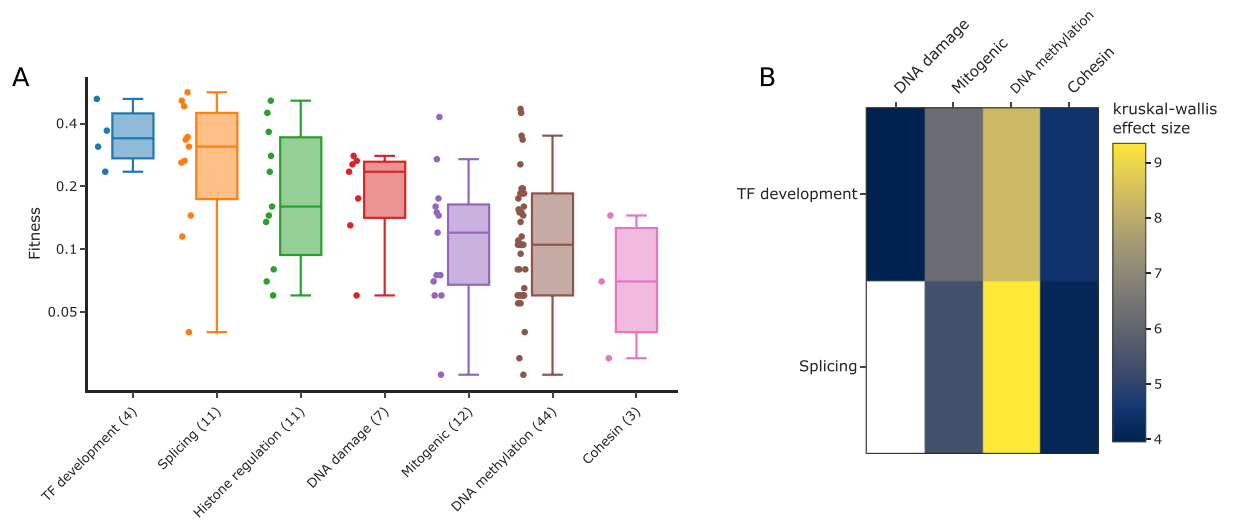 A
Fitness
0.4
0.2
0.1
0.05
TF development (4)
Splicing (11)
Histone regulation (11)
DNA damage (7)
Mitogenic (12)
DNA methylation (44)
Cohesin (3)
B
DNA damage
Mitogenic
DNA methylation
Cohesin
TF development
Splicing
kruskal-wallis
effect size
9
8
7
6
5
4